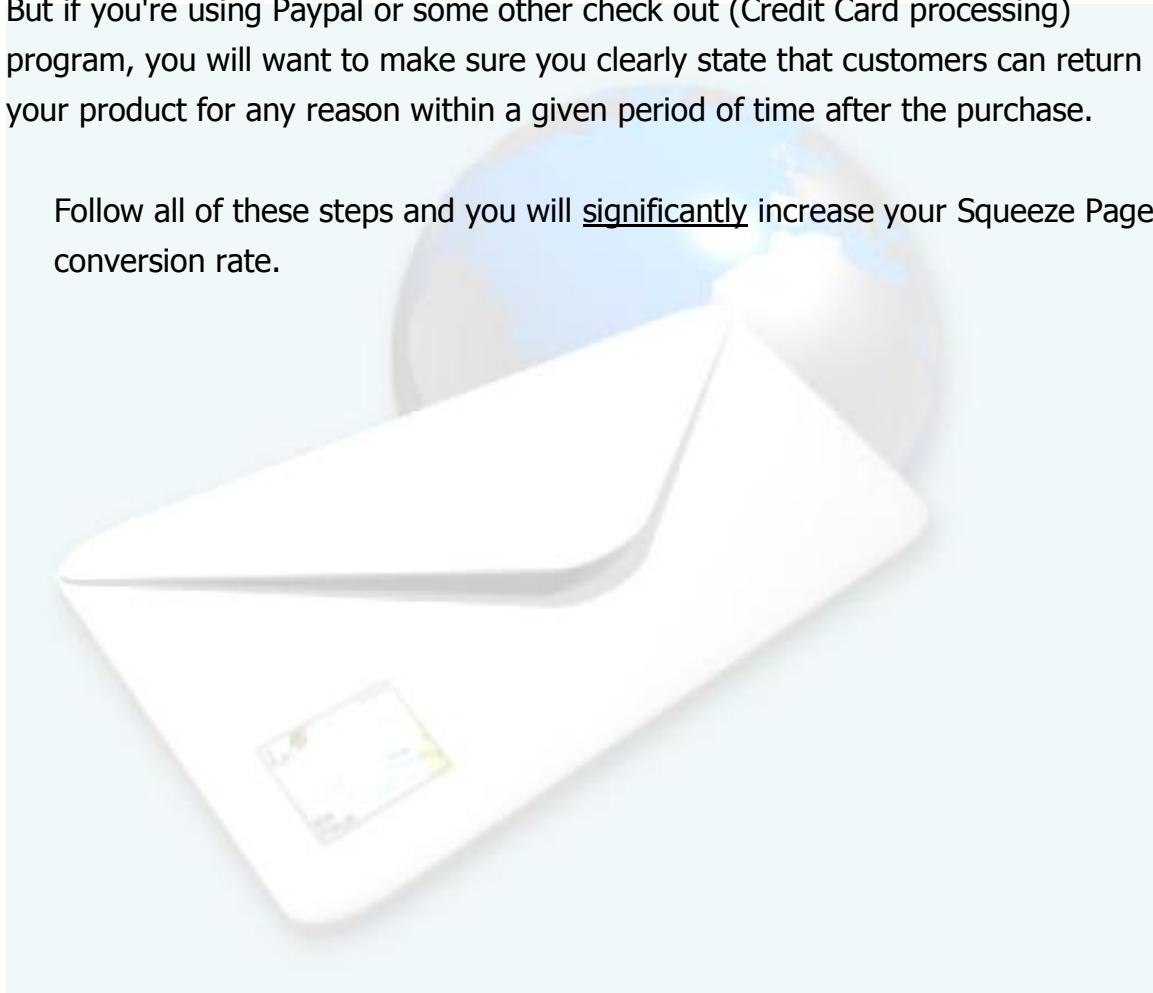 But if you're using Paypal or some other check out (Credit Card processing)
program, you will want to make sure you clearly state that customers can return
your product for any reason within a given period of time after the purchase.
Follow all of these steps and you will significantly increase your Squeeze Page
conversion rate.